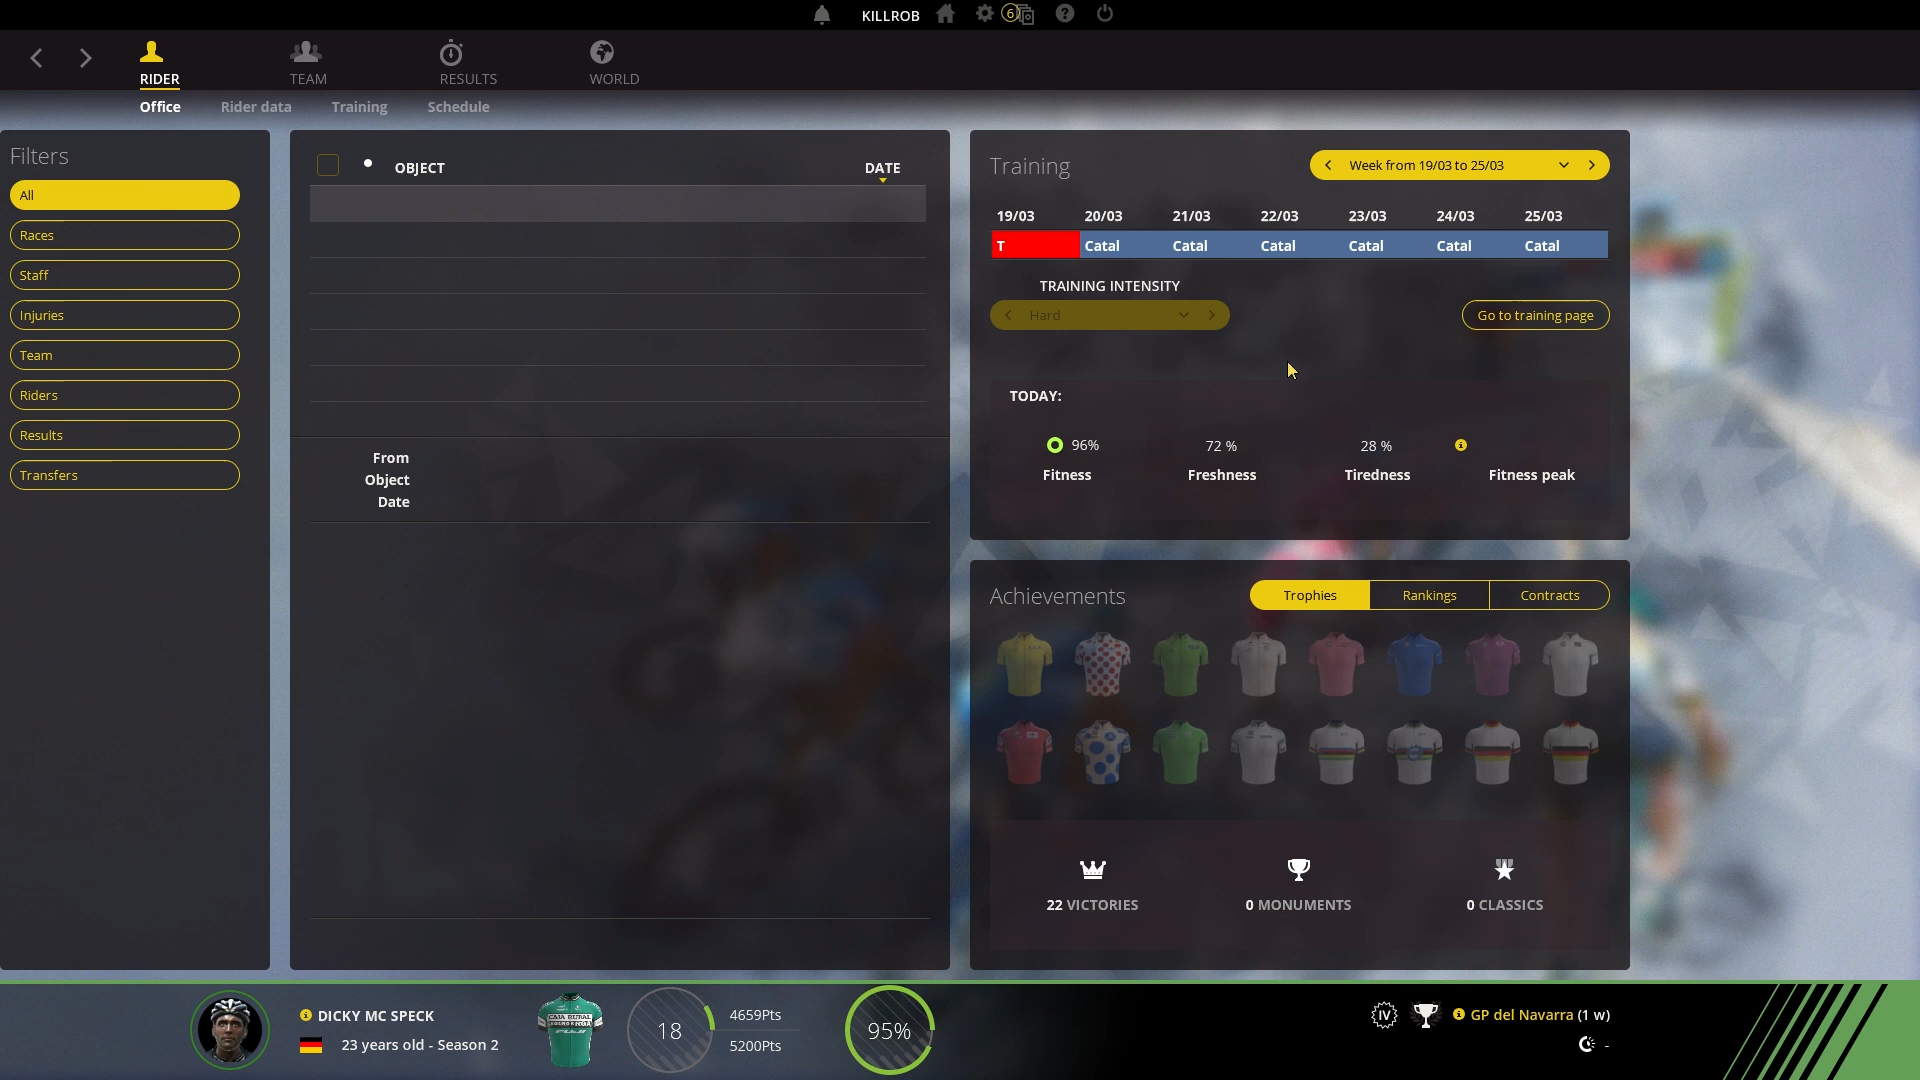 KILLROB
6
RIDER
TEAM
RESULTS
WORLD
Office
Rider data
Training
Schedule
Filters
All
Races
Staff
Injuries
Team
Riders
Results
Transfers
OBJECT
DATE
From
Object
Date
Training
Week from 19/03 to 25/03
19/03 20/03 21/03 22/03 23/03 24/03 25/03
T Catal Catal Catal Catal Catal Catal
TRAINING INTENSITY
Hard
Go to training page
TODAY:
96% 72 % 28 %
Fitness Freshness Tiredness Fitness peak
Achievements
Trophies
Rankings
Contracts
22 VICTORIES
0 MONUMENTS
0 CLASSICS
DICKY MC SPECK
23 years old - Season 2
CAJA RURAL
18
4659Pts
5200Pts
95%
IV
GP del Navarra (1 w)
-